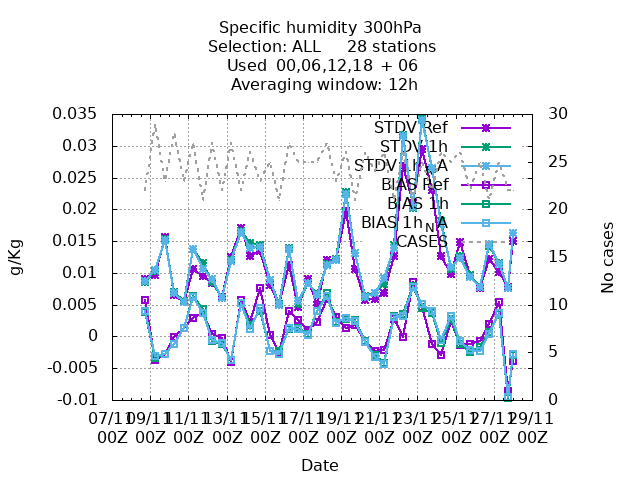 Specific humidity 300hPa
Selection: ALL     28 stations
Used  00,06,12,18  + 06
Averaging window: 12h
0.035
0.03
0.025
0.02
0.015
0.01
0.005
0
-0.005
-0.01
g/Kg
30
25
20
15
10
5
0
No cases
STDV Ref
STDV 1h
STDV 1h_NA
BIAS Ref
BIAS 1h
BIAS 1h_NA
CASES
07/11 09/11 11/11 13/11 15/11 17/11 19/11 21/11 23/11 25/11 27/11 29/11
00Z 00Z 00Z 00Z 00Z 00Z 00Z 00Z 00Z 00Z 00Z 00Z
Date